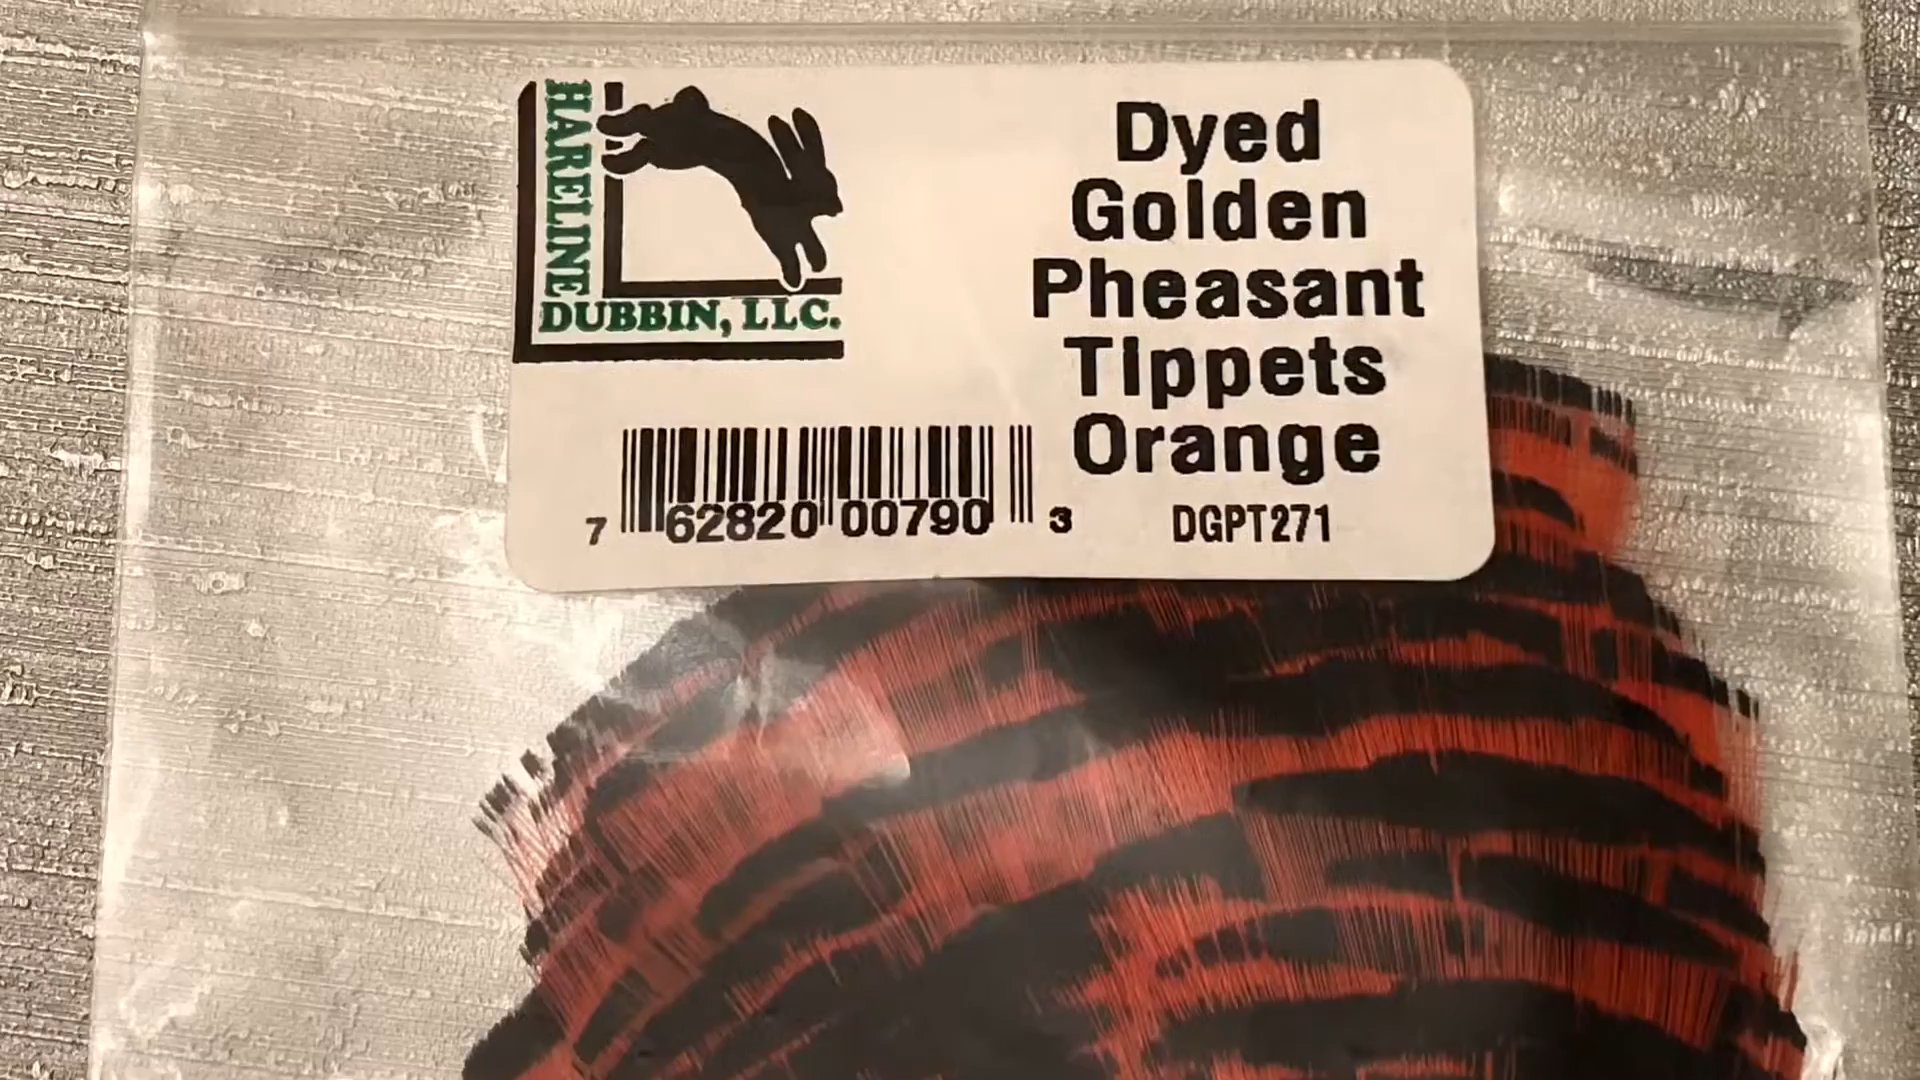 HARELINE
DUBBIN, LLC.
Dyed
Golden
Pheasant
Tippets
Orange
DGPT271
7 62820 00790 3